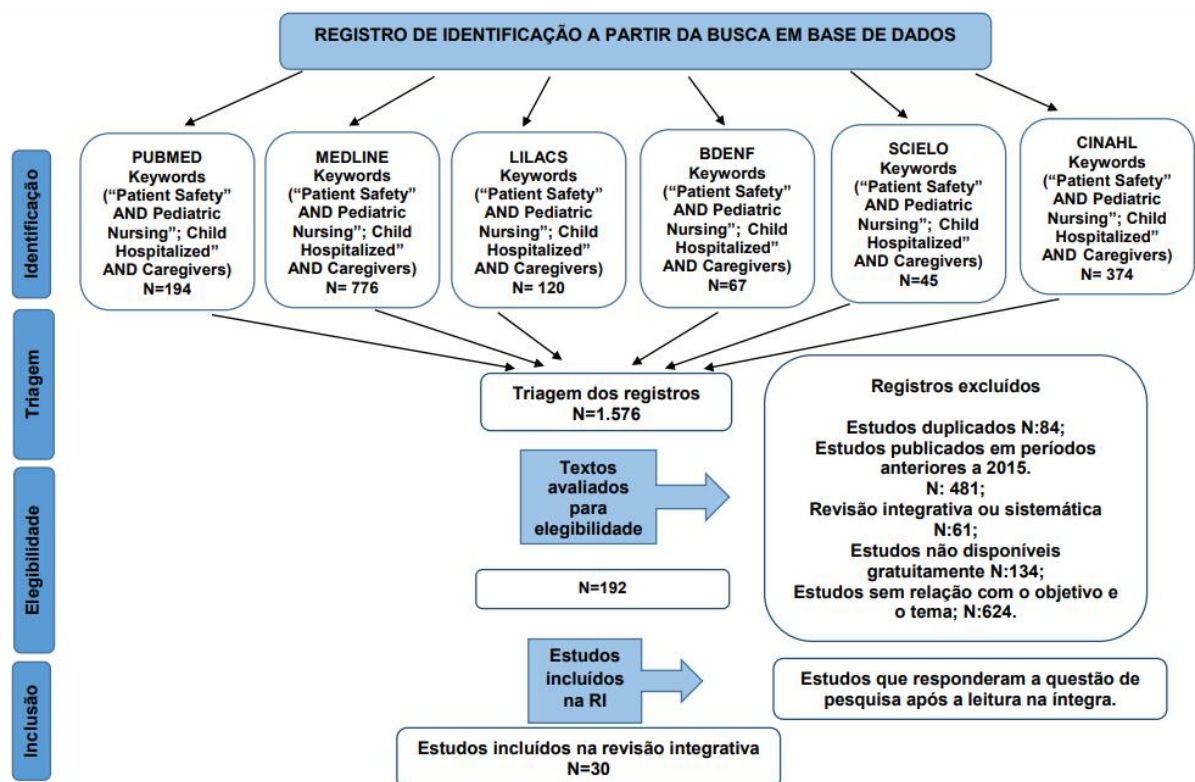 REGISTRO DE IDENTIFICAÇÃO A PARTIR DA BUSCA EM BASE DE DADOS
Identificação
PUBMED
Keywords
(“Patient Safety”
AND Pediatric
Nursing”; Child
Hospitalized”
AND Caregivers)
N=194
MEDLINE
Keywords
(“Patient Safety”
AND Pediatric
Nursing”; Child
Hospitalized”
AND Caregivers)
N= 776
LILACS
Keywords
(“Patient Safety”
AND Pediatric
Nursing”; Child
Hospitalized”
AND Caregivers)
N= 120
BDENF
Keywords
(“Patient Safety”
AND Pediatric
Nursing”; Child
Hospitalized”
AND Caregivers)
N=67
SCIELO
Keywords
(“Patient Safety”
AND Pediatric
Nursing”; Child
Hospitalized”
AND Caregivers)
N=45
CINAHL
Keywords
(“Patient Safety”
AND Pediatric
Nursing”; Child
Hospitalized”
AND Caregivers)
N= 374
Triagem
Triagem dos registros
N=1.576
Registros excluídos
Estudos duplicados N:84;
Estudos publicados em períodos
anteriores a 2015.
N: 481;
Revisão integrativa ou sistemática
N:61;
Estudos não disponíveis
gratuitamente N:134;
Estudos sem relação com o objetivo e
o tema; N:624.
Elegibilidade
Textos
avaliados
para
elegibilidade
N=192
Inclusão
Estudos
incluídos
na RI
Estudos que responderam a questão de
pesquisa após a leitura na íntegra.
Estudos incluídos na revisão integrativa
N=30